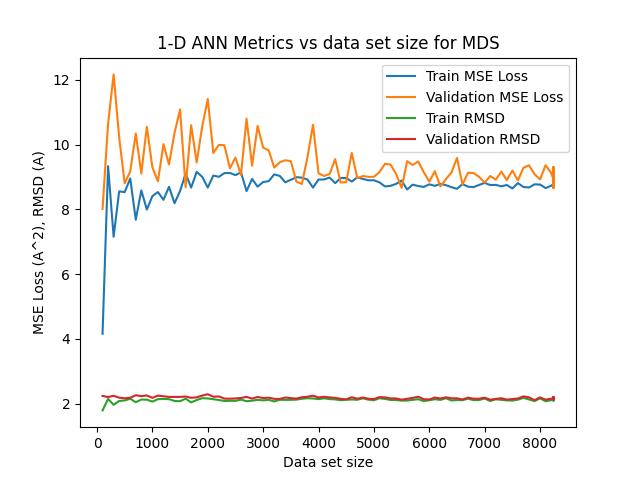 1-D ANN Metrics vs data set size for MDS
Train MSE Loss
Validation MSE Loss
Train RMSD
Validation RMSD
MSE Loss (A^2), RMSD (A)
12
10
8
6
4
2
0 1000 2000 3000 4000 5000 6000 7000 8000
Data set size